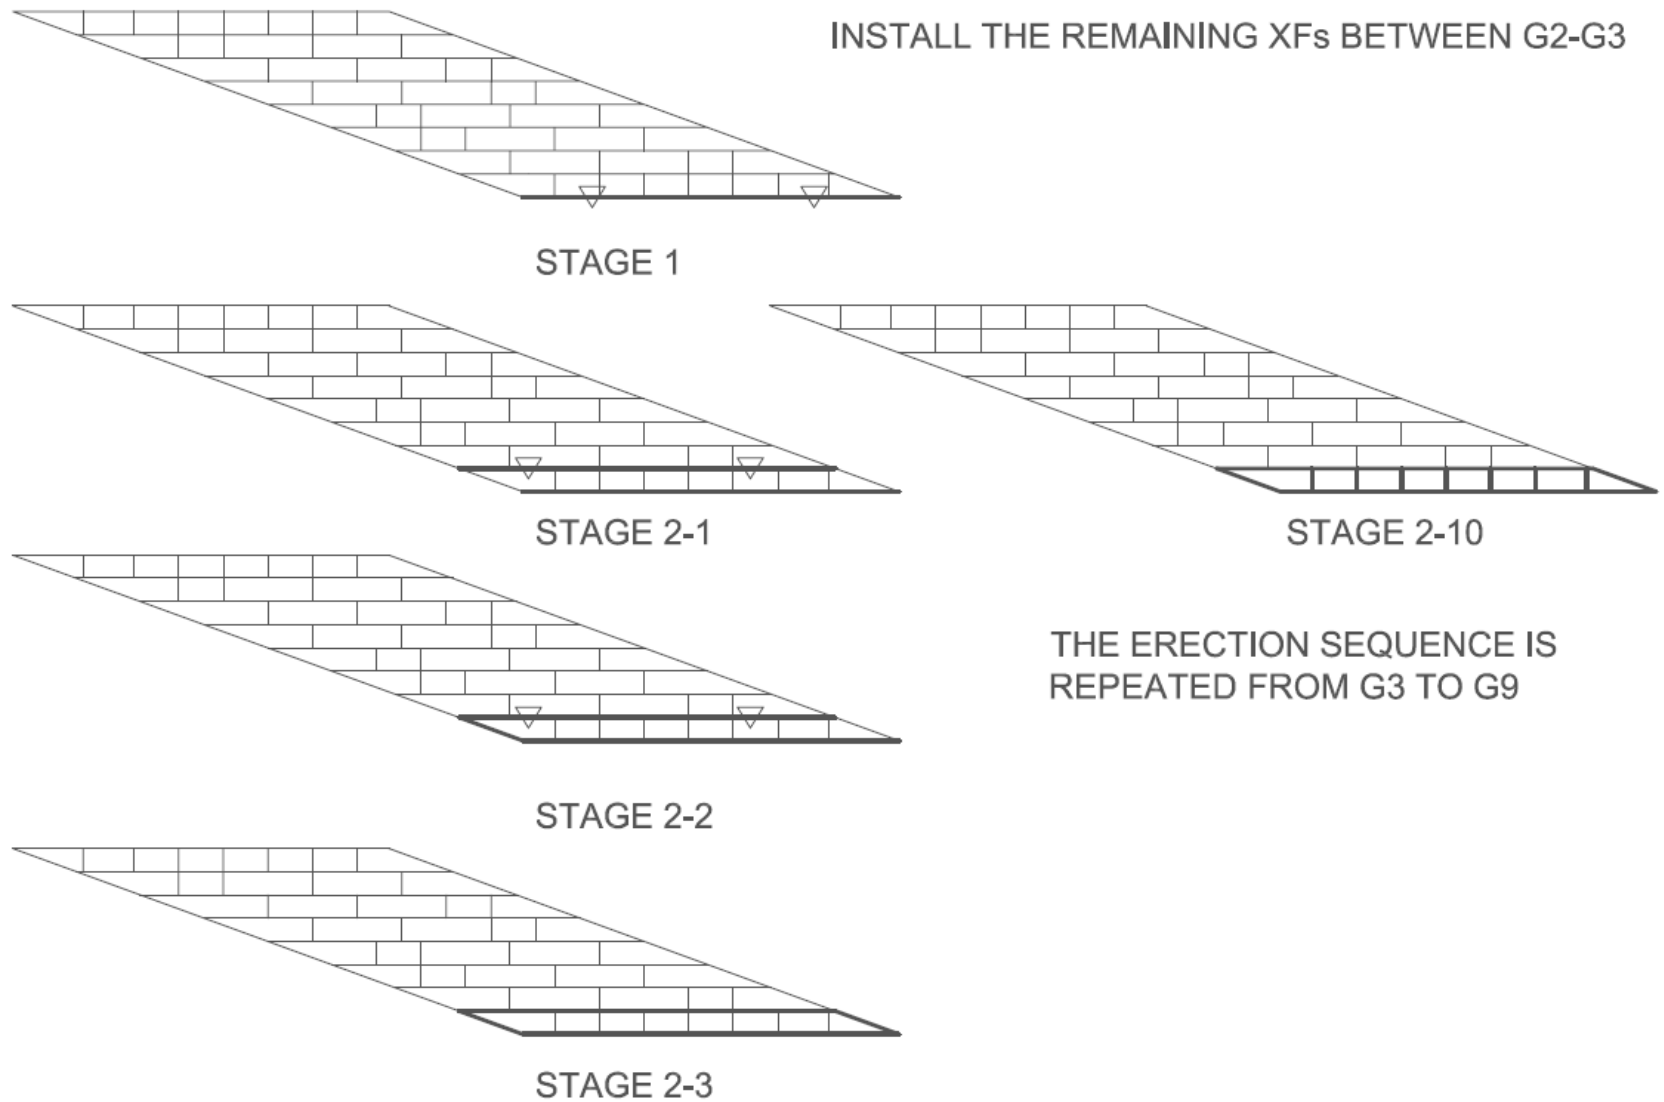 INSTALL THE REMAINING XFs BETWEEN G2-G3
STAGE 1
STAGE 2-1
STAGE 2-10
THE ERECTION SEQUENCE IS
REPEATED FROM G3 TO G9
STAGE 2-2
STAGE 2-3